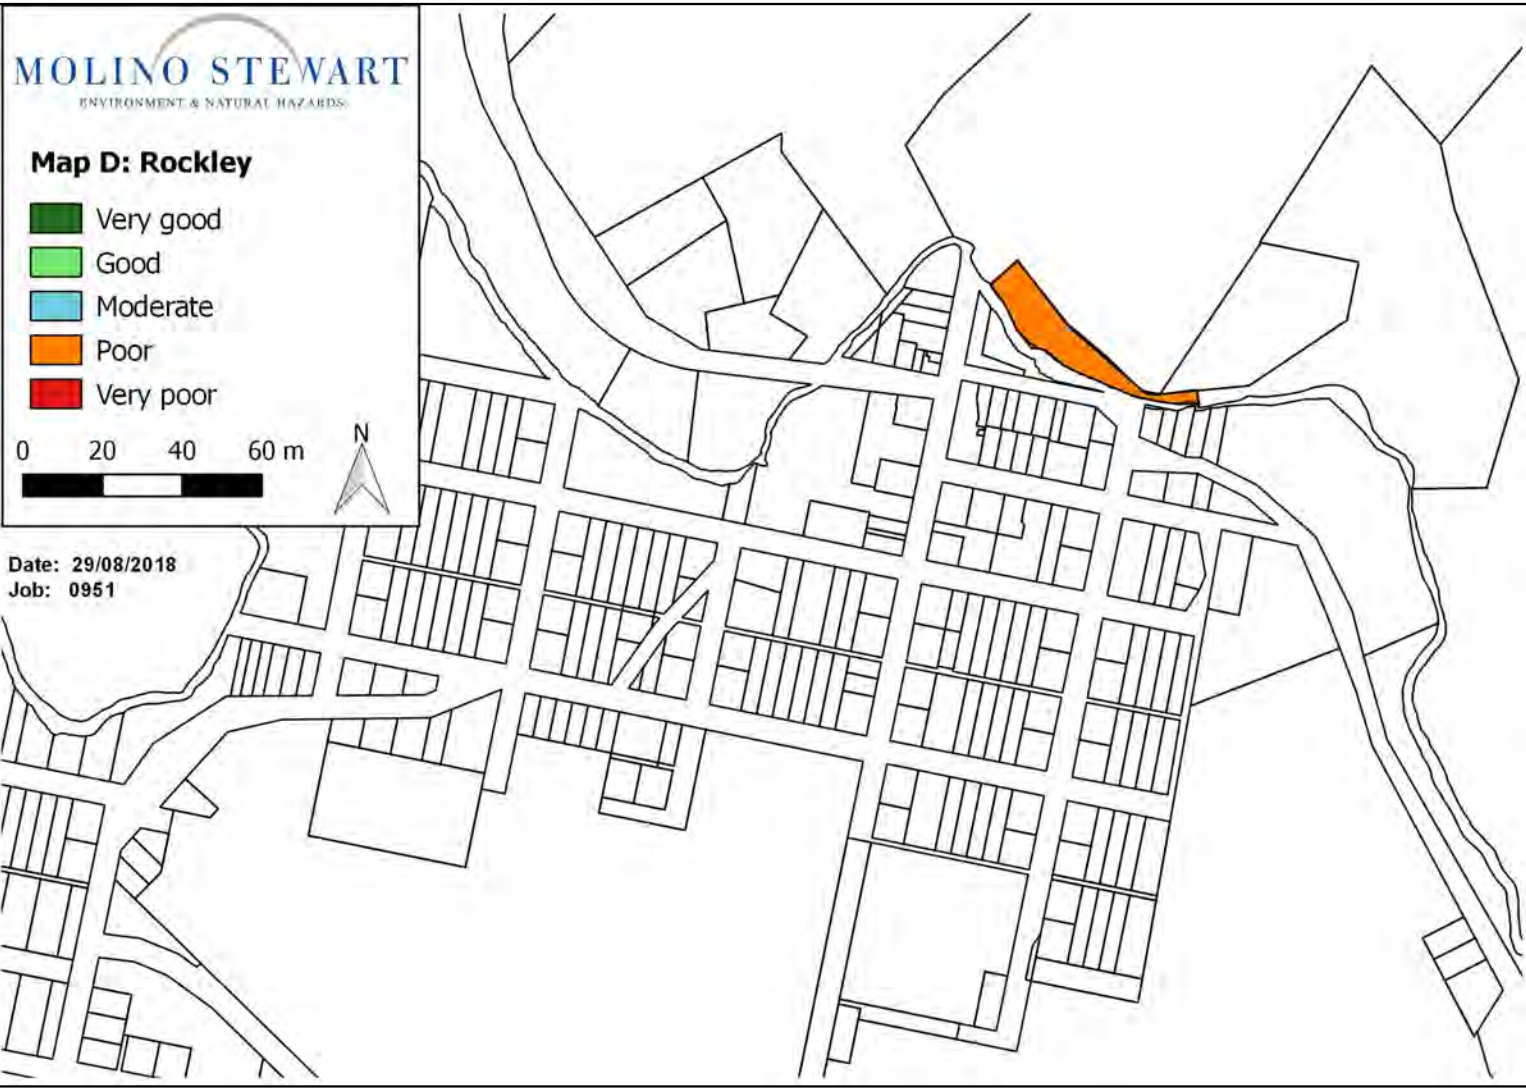 MOLINO STEWART
ENVIRONMENT & NATURAL HAZARDS
Map D: Rockley
Very good
Good
Moderate
Poor
Very poor
0 20 40 60 m
N
Date: 29/08/2018
Job: 0951